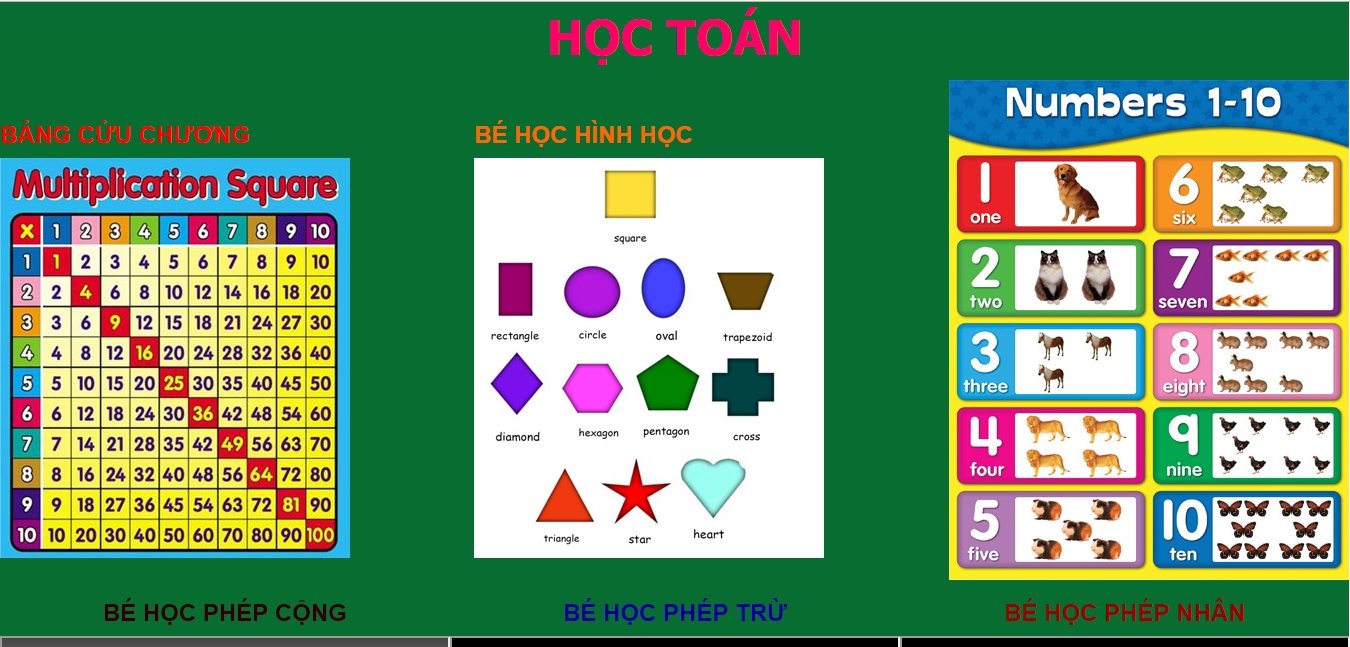 HỌC TOÁN
BẢNG CỬU CHƯƠNG
Multiplication Square
X 1 2 3 4 5 6 7 8 9 10
1 1 2 3 4 5 6 7 8 9 10
2 2 4 6 8 10 12 14 16 18 20
3 3 6 9 12 15 18 21 24 27 30
4 4 8 12 16 20 24 28 32 36 40
5 5 10 15 20 25 30 35 40 45 50
6 6 12 18 24 30 36 42 48 54 60
7 7 14 21 28 35 42 49 56 63 70
8 8 16 24 32 40 48 56 64 72 80
9 9 18 27 36 45 54 63 72 81 90
10 10 20 30 40 50 60 70 80 90 100
BÉ HỌC HÌNH HỌC
square
rectangle circle oval trapezoid
diamond hexagon pentagon cross
triangle star heart
Numbers 1-10
1 one
6 six
2 two
7 seven
3 three
8 eight
4 four
9 nine
5 five
10 ten
BÉ HỌC PHÉP CỘNG
BÉ HỌC PHÉP TRỪ
BÉ HỌC PHÉP NHÂN